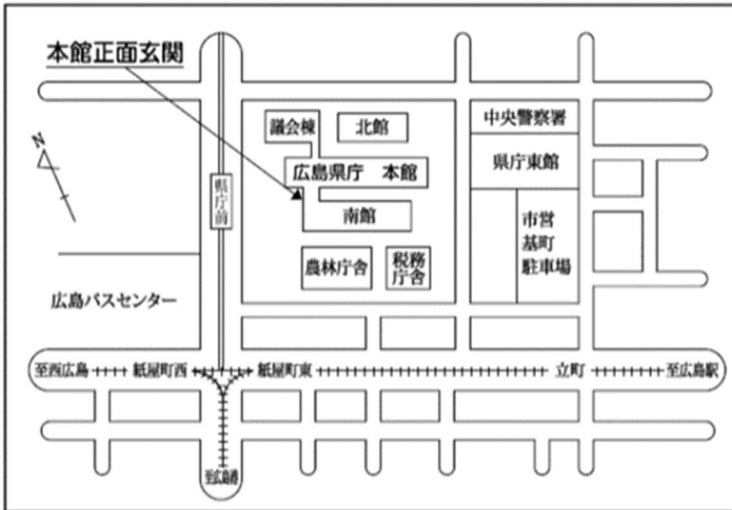 本館正面玄関
N
議会棟
北館
中央警察署
広島県庁 本館
県庁東館
県庁前
南館
市営
基町
駐車場
農林庁舎
税務
庁舎
広島バスセンター
至西広島
紙屋町西
紙屋町東
立町
至広島駅
至広島港